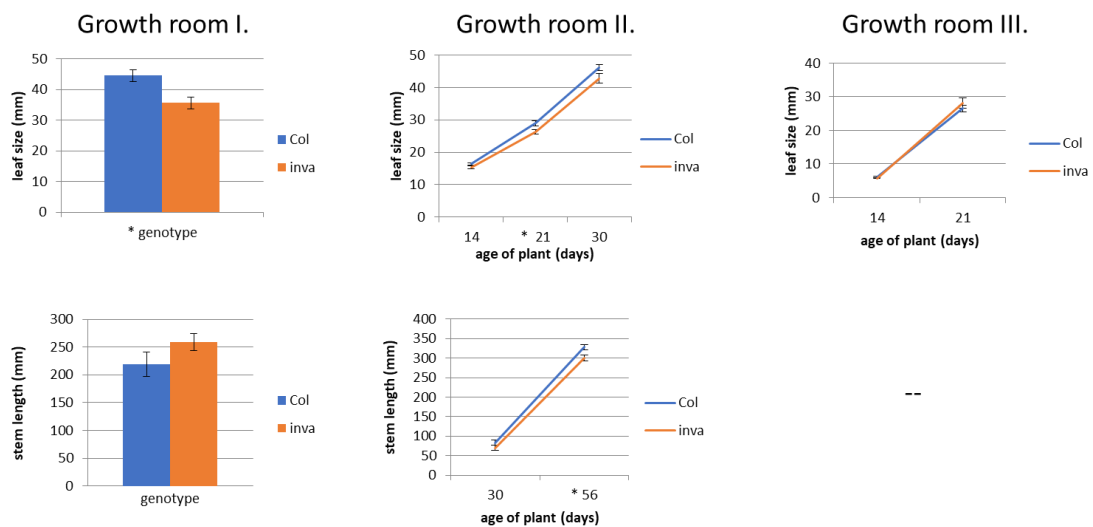 Growth room I.
Growth room II.
Growth room III.
leaf size (mm)
50
40
30
20
10
0
* genotype
Col
inva
leaf size (mm)
50
40
30
20
10
0
14 * 21 30
age of plant (days)
Col
inva
leaf size (mm)
40
30
20
10
0
14 21
age of plant (days)
Col
inva
stem length (mm)
300
250
200
150
100
50
0
genotype
Col
inva
stem length (mm)
400
350
300
250
200
150
100
50
0
30 * 56
age of plant (days)
Col
inva
--